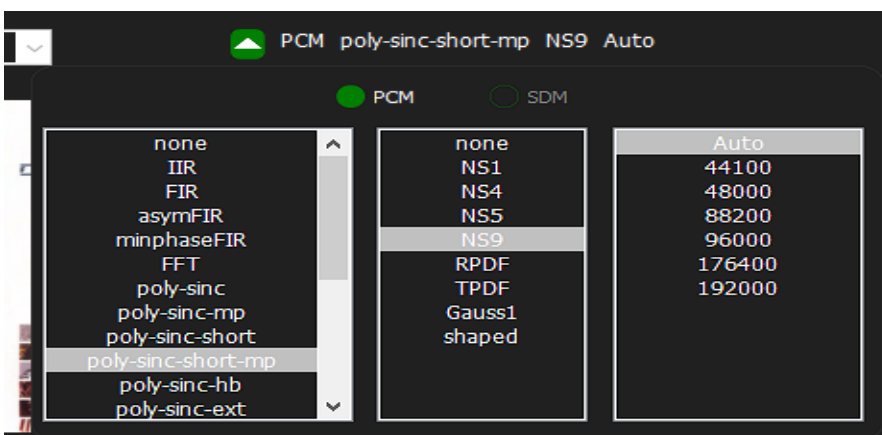 PCM poly-sinc-short-mp NS9 Auto
PCM SDM
none
IIR
FIR
asymFIR
minphaseFIR
FFT
poly-sinc
poly-sinc-mp
poly-sinc-short
poly-sinc-short-mp
poly-sinc-hb
poly-sinc-ext
none
NS1
NS4
NS5
NS9
RPDF
TPDF
Gauss1
shaped
Auto
44100
48000
88200
96000
176400
192000